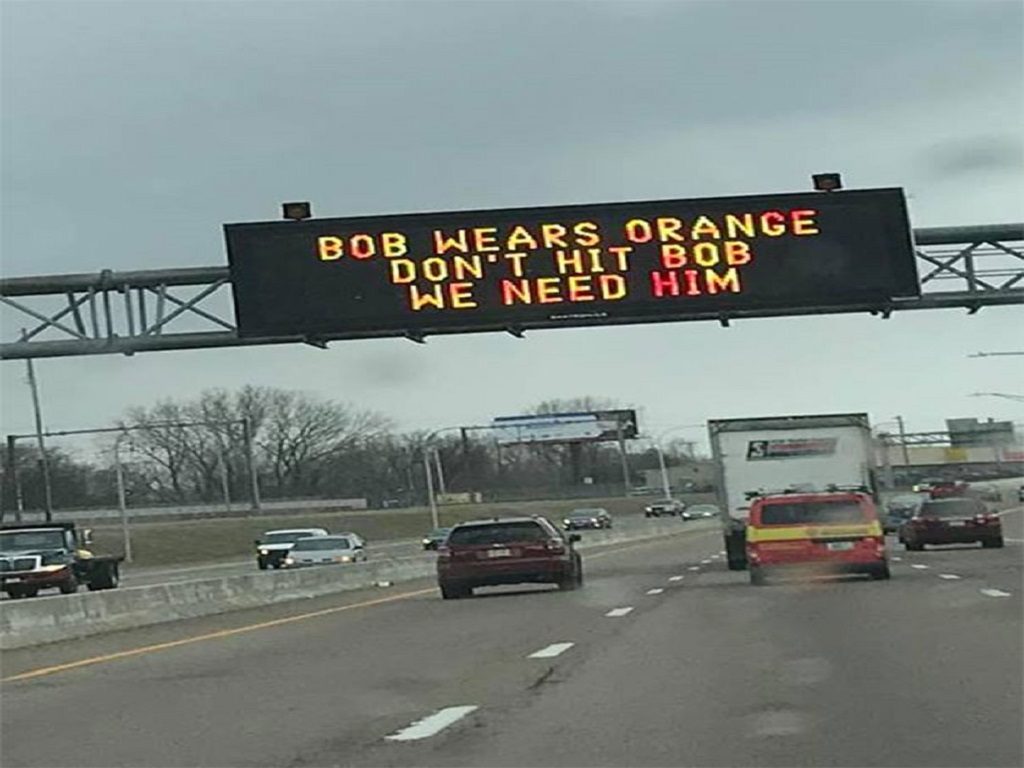 BOB WEARS ORANGE
DON'T HIT BOB
WE NEED HIM